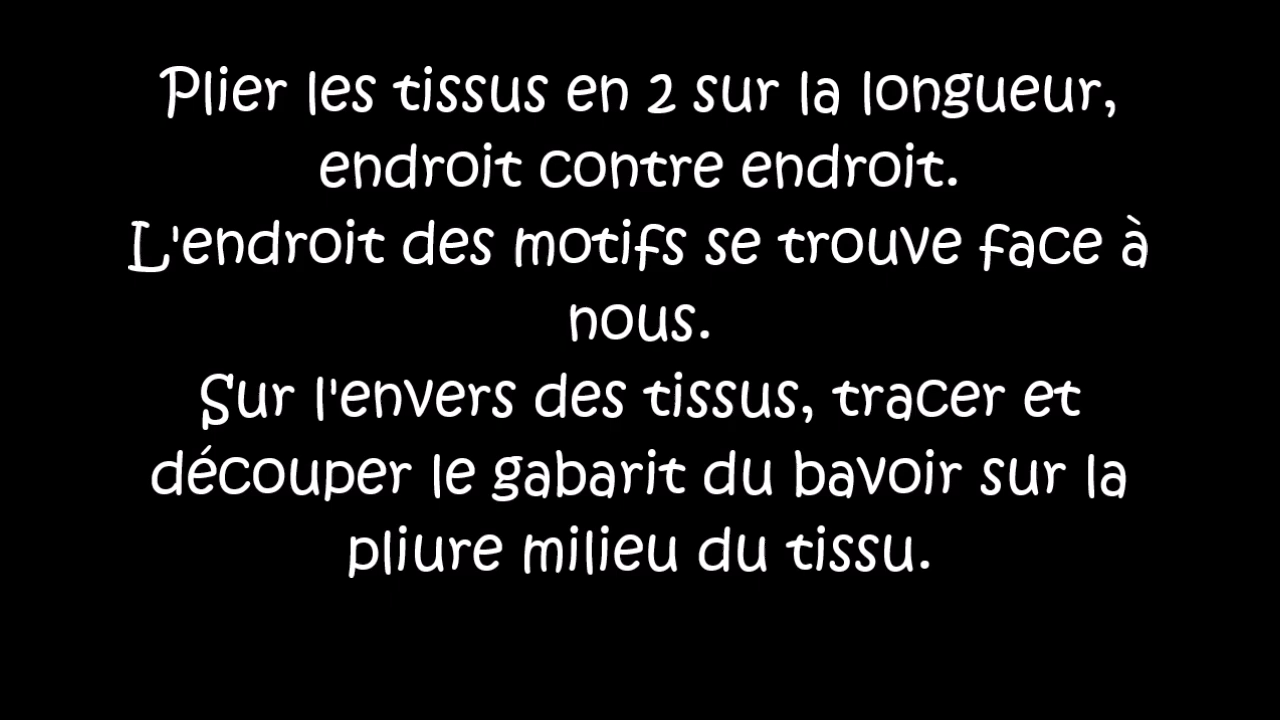 Plier les tissus en 2 sur la longueur,
endroit contre endroit.
L'endroit des motifs se trouve face à
nous.
Sur l'envers des tissus, tracer et
découper le gabarit du bavoir sur la
pliure milieu du tissu.